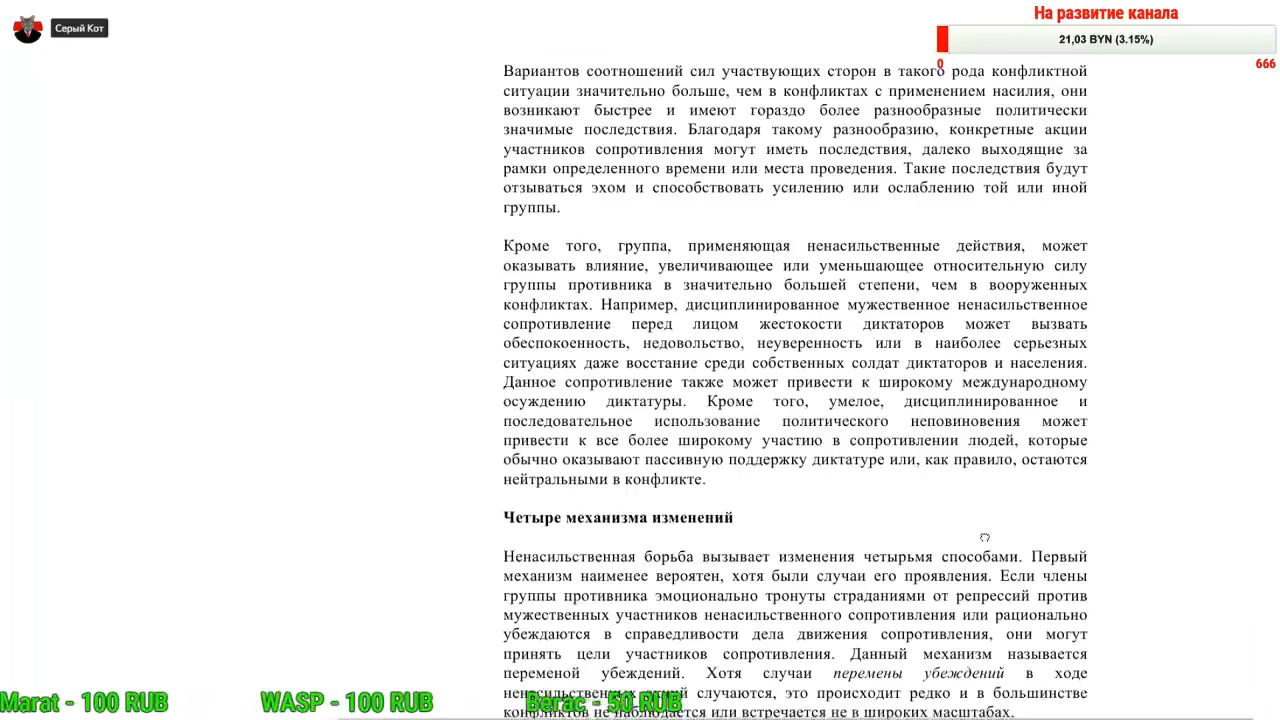 Серый Кот
На развитие канала
21,03 BYN (3.15%)
0
666
Вариантов соотношений сил участвующих сторон в такого рода конфликтной
ситуации значительно больше, чем в конфликтах с применением насилия, они
возникают быстрее и имеют гораздо более разнообразные политически
значимые последствия. Благодаря такому разнообразию, конкретные акции
участников сопротивления могут иметь последствия, далеко выходящие за
рамки определенного времени или места проведения. Такие последствия будут
отзываться эхом и способствовать усилению или ослаблению той или иной
группы.
Кроме того, группа, применяющая ненасильственные действия, может
оказывать влияние, увеличивающее или уменьшающее относительную силу
группы противника в значительно большей степени, чем в вооруженных
конфликтах. Например, дисциплинированное мужественное ненасильственное
сопротивление перед лицом жестокости диктаторов может вызвать
обеспокоенность, недовольство, неуверенность или в наиболее серьезных
ситуациях даже восстание среди собственных солдат диктаторов и населения.
Данное сопротивление также может привести к широкому международному
осуждению диктатуры. Кроме того, умелое, дисциплинированное и
последовательное использование политического неповиновения может
привести к все более широкому участию в сопротивлении людей, которые
обычно оказывают пассивную поддержку диктатуре или, как правило, остаются
нейтральными в конфликте.
Четыре механизма изменений
Ненасильственная борьба вызывает изменения четырьмя способами. Первый
механизм наименее вероятен, хотя были случаи его проявления. Если члены
группы противника эмоционально тронуты страданиями от репрессий против
мужественных участников ненасильственного сопротивления или рационально
убеждаются в справедливости дела движения сопротивления, они могут
принять цели участников сопротивления. Данный механизм называется
переменой убеждений. Хотя случаи перемены убеждений в ходе
случаются, это происходит редко и в большинстве
конфликтов не наблюдается или встречается не в широких масштабах.
Marat - 100 RUB WASP - 100 RUB Berac - 50 RUB